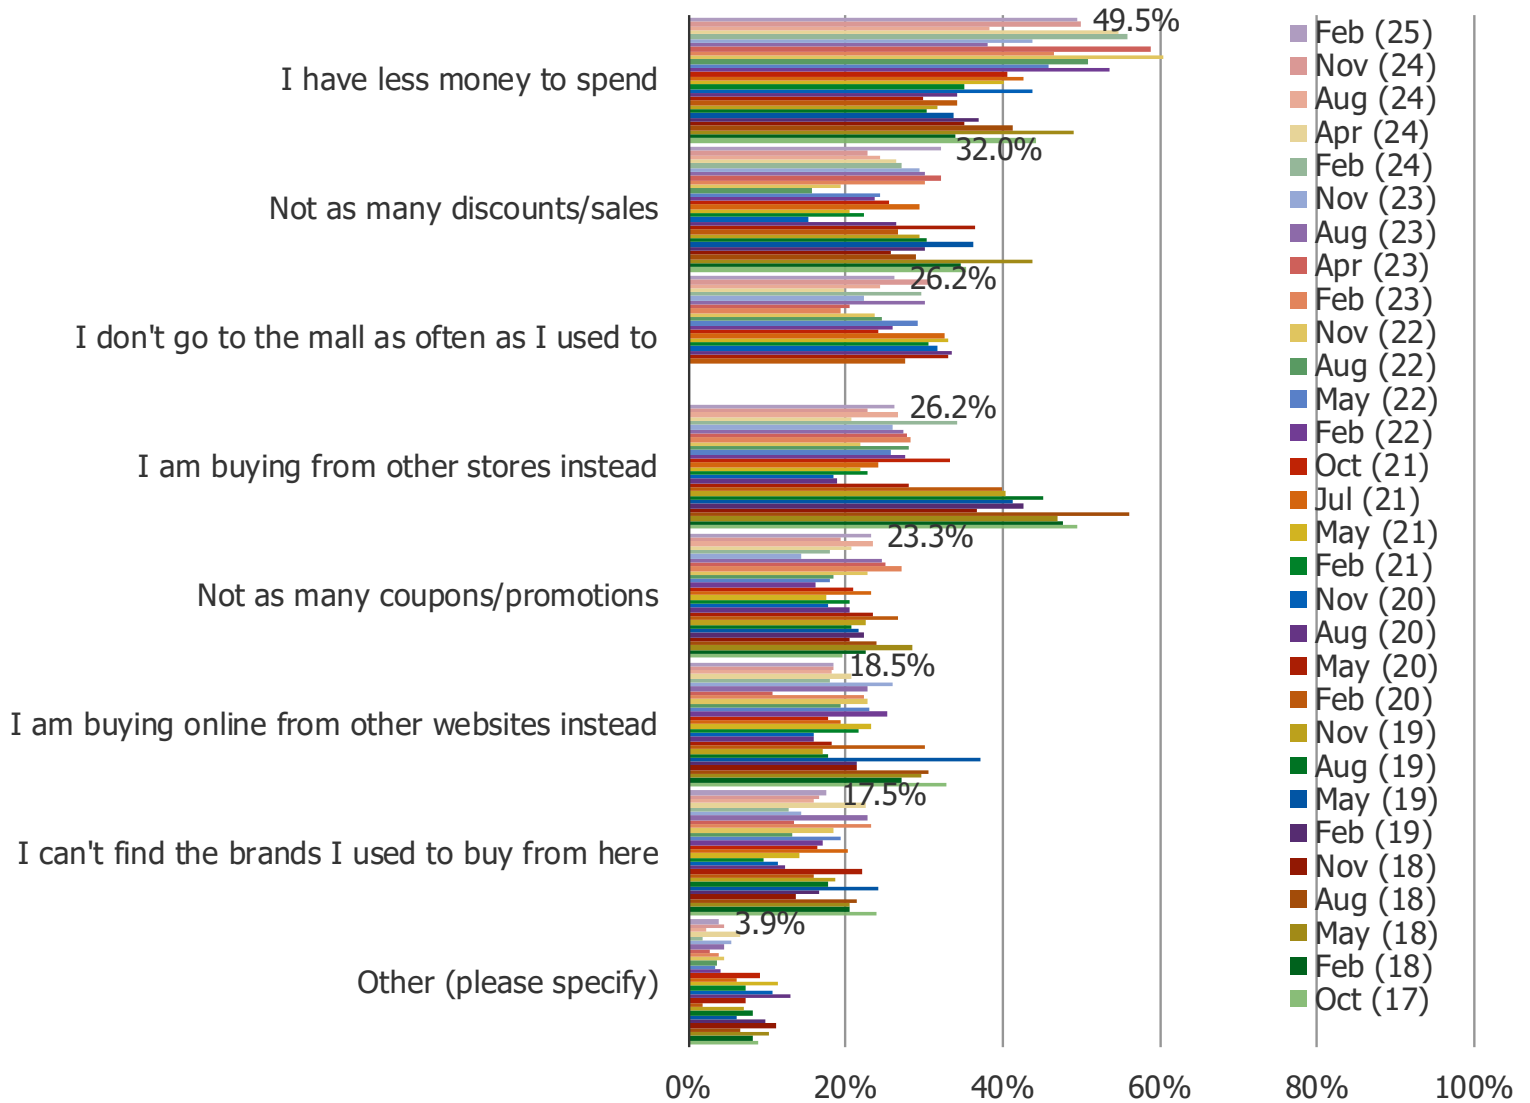 I have less money to spend
49.5%
Not as many discounts/sales
32.0%
I don't go to the mall as often as I used to
26.2%
I am buying from other stores instead
26.2%
Not as many coupons/promotions
23.3%
I am buying online from other websites instead
18.5%
I can't find the brands I used to buy from here
17.5%
Other (please specify)
3.9%
0% 20% 40% 60% 80% 100%
Feb (25)
Nov (24)
Aug (24)
Apr (24)
Feb (24)
Nov (23)
Aug (23)
Apr (23)
Feb (23)
Nov (22)
Aug (22)
May (22)
Feb (22)
Oct (21)
Jul (21)
May (21)
Feb (21)
Nov (20)
Aug (20)
May (20)
Feb (20)
Nov (19)
Aug (19)
May (19)
Feb (19)
Nov (18)
Aug (18)
May (18)
Feb (18)
Oct (17)